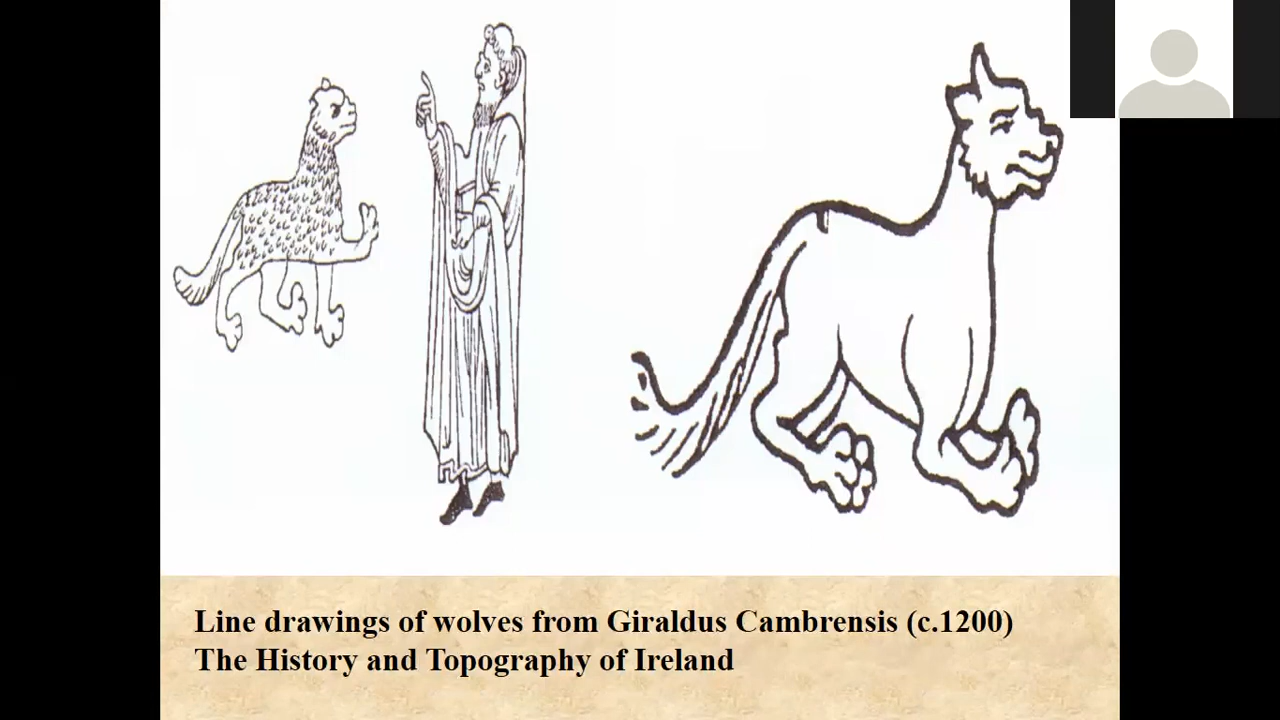 Line drawings of wolves from Giraldus Cambrensis (c.1200)
The History and Topography of Ireland